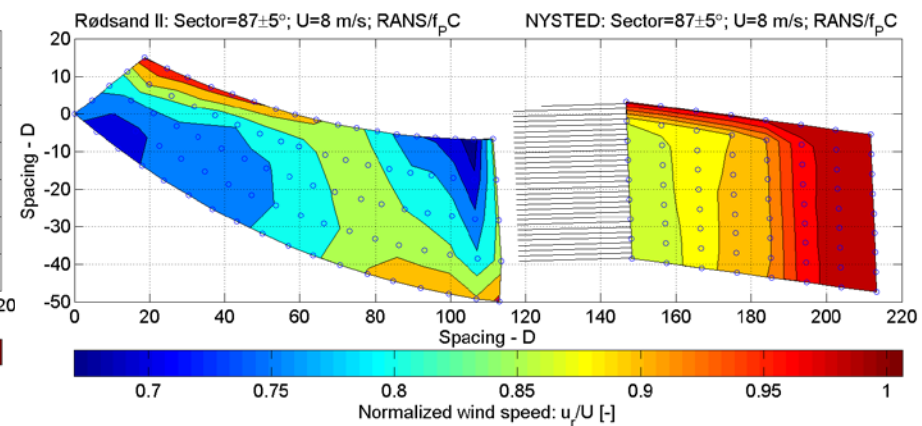 Rødsand II: Sector=87±5°; U=8 m/s; RANS/f_PC NYSTED: Sector=87±5°; U=8 m/s; RANS/f_PC
20
10
0
-10
-20
-30
-40
-50
Spacing - D
20
0 20 40 60 80 100 120 140 160 180 200 220
Spacing - D
0.7 0.75 0.8 0.85 0.9 0.95 1
Normalized wind speed: u_r/U [-]